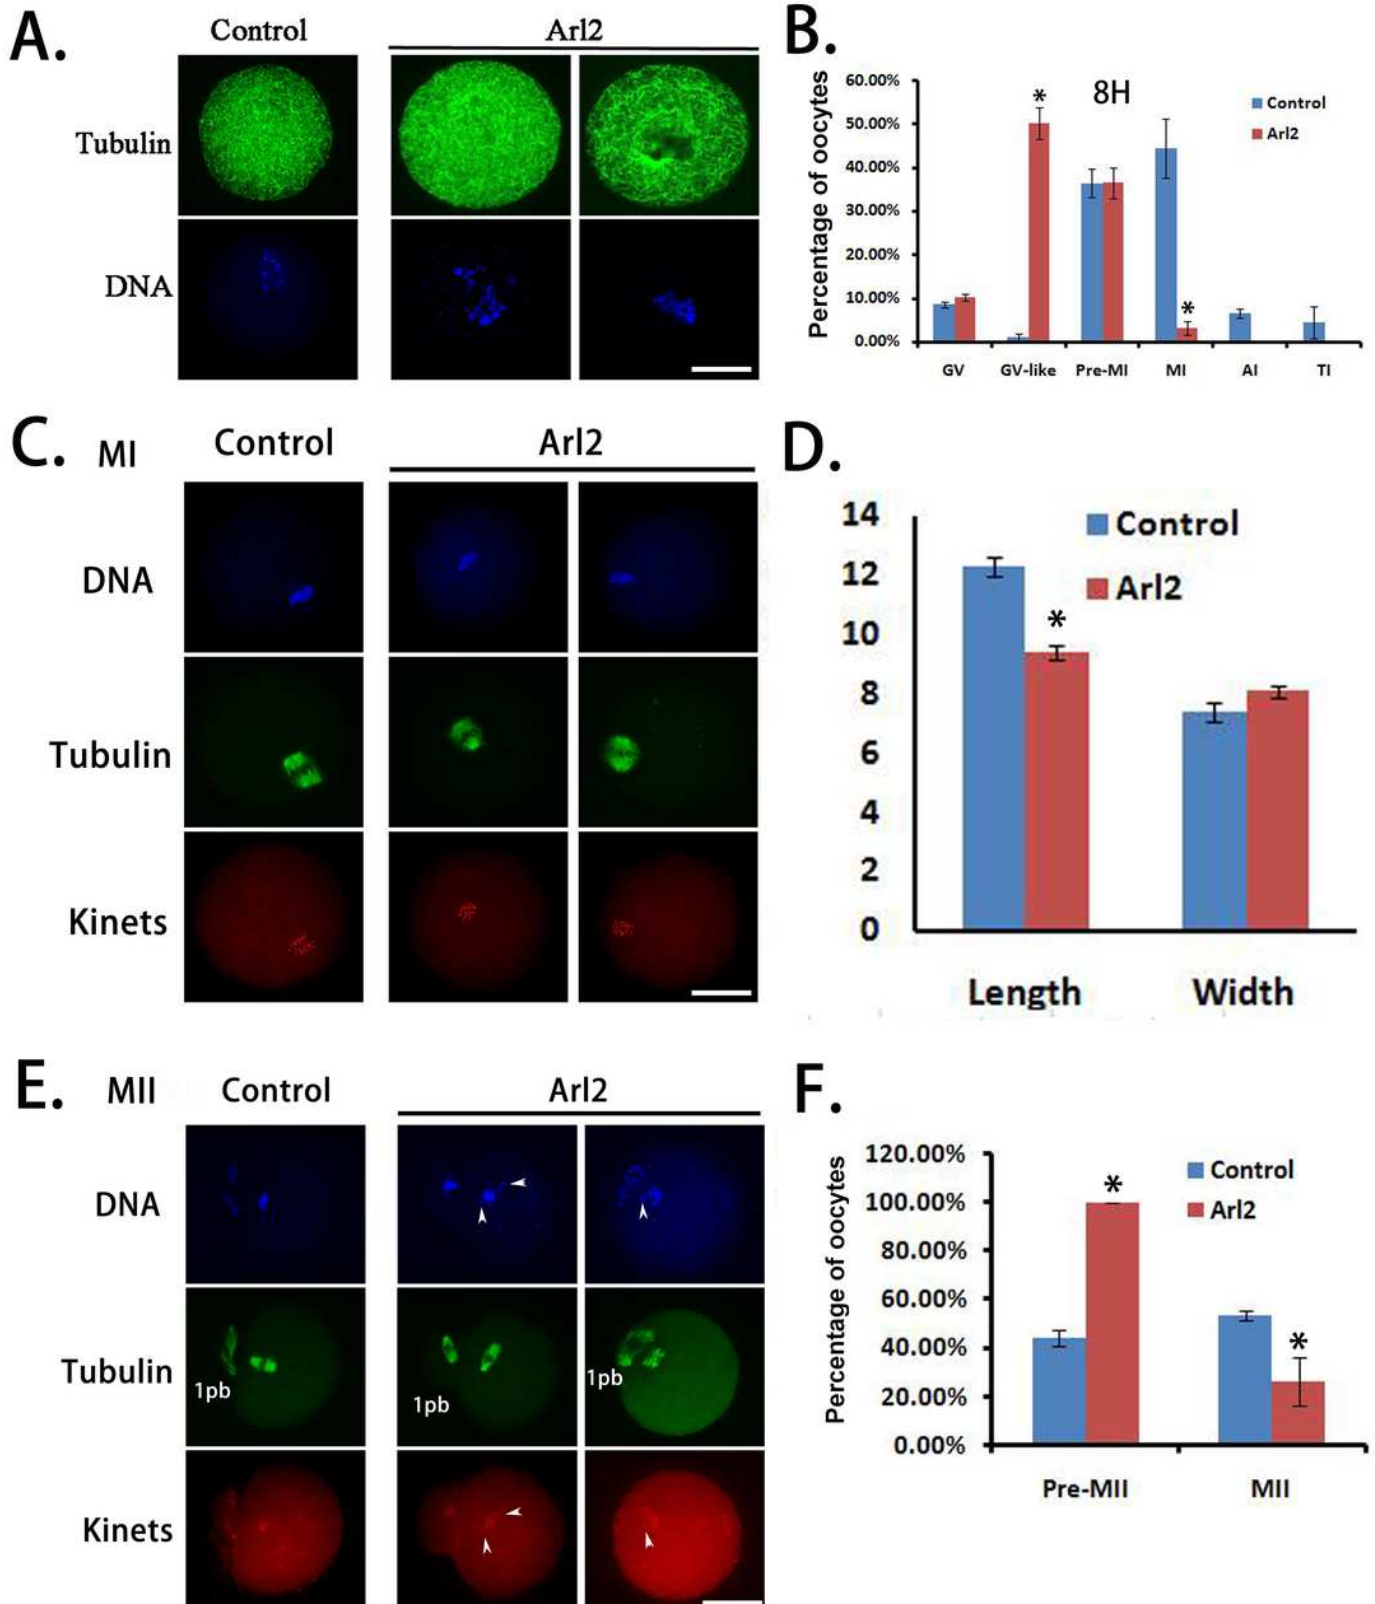 A.
Control
Arl2
Tubulin
DNA
B.
Percentage of oocytes
60.00%
50.00%
40.00%
30.00%
20.00%
10.00%
0.00%
8H
*
*
Control
Arl2
GV
GV-like
Pre-MI
MI
AI
TI
C.
MI
Control
Arl2
DNA
Tubulin
Kinets
D.
14
12
10
8
6
4
2
0
Control
Arl2
*
Length
Width
E.
MII
Control
Arl2
DNA
Tubulin
1pb
1pb
1pb
Kinets
F.
Percentage of oocytes
120.00%
100.00%
80.00%
60.00%
40.00%
20.00%
0.00%
*
*
Control
Arl2
Pre-MII
MII